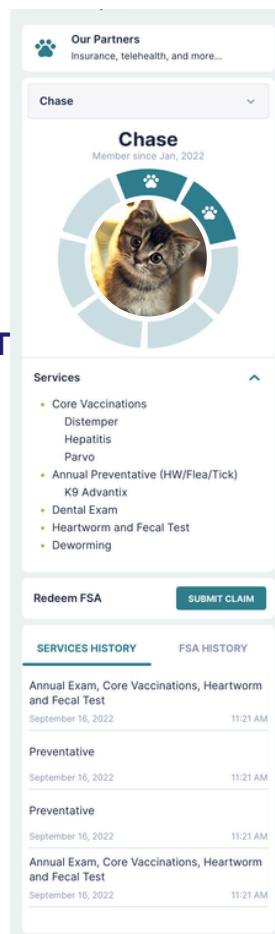 Our Partners
Insurance, telehealth, and more...
Chase
Chase
Member since Jan, 2022
Services
Core Vaccinations
Distemper
Hepatitis
Parvo
Annual Preventative (HW/Flea/Tick)
K9 Advantix
Dental Exam
Heartworm and Fecal Test
Deworming
Redeem FSA
SUBMIT CLAIM
SERVICES HISTORY
FSA HISTORY
Annual Exam, Core Vaccinations, Heartworm
and Fecal Test
September 16, 2022
11:21 AM
Preventative
September 16, 2022
11:21 AM
Preventative
September 16, 2022
11:21 AM
Annual Exam, Core Vaccinations, Heartworm
and Fecal Test
September 16, 2022
11:21 AM